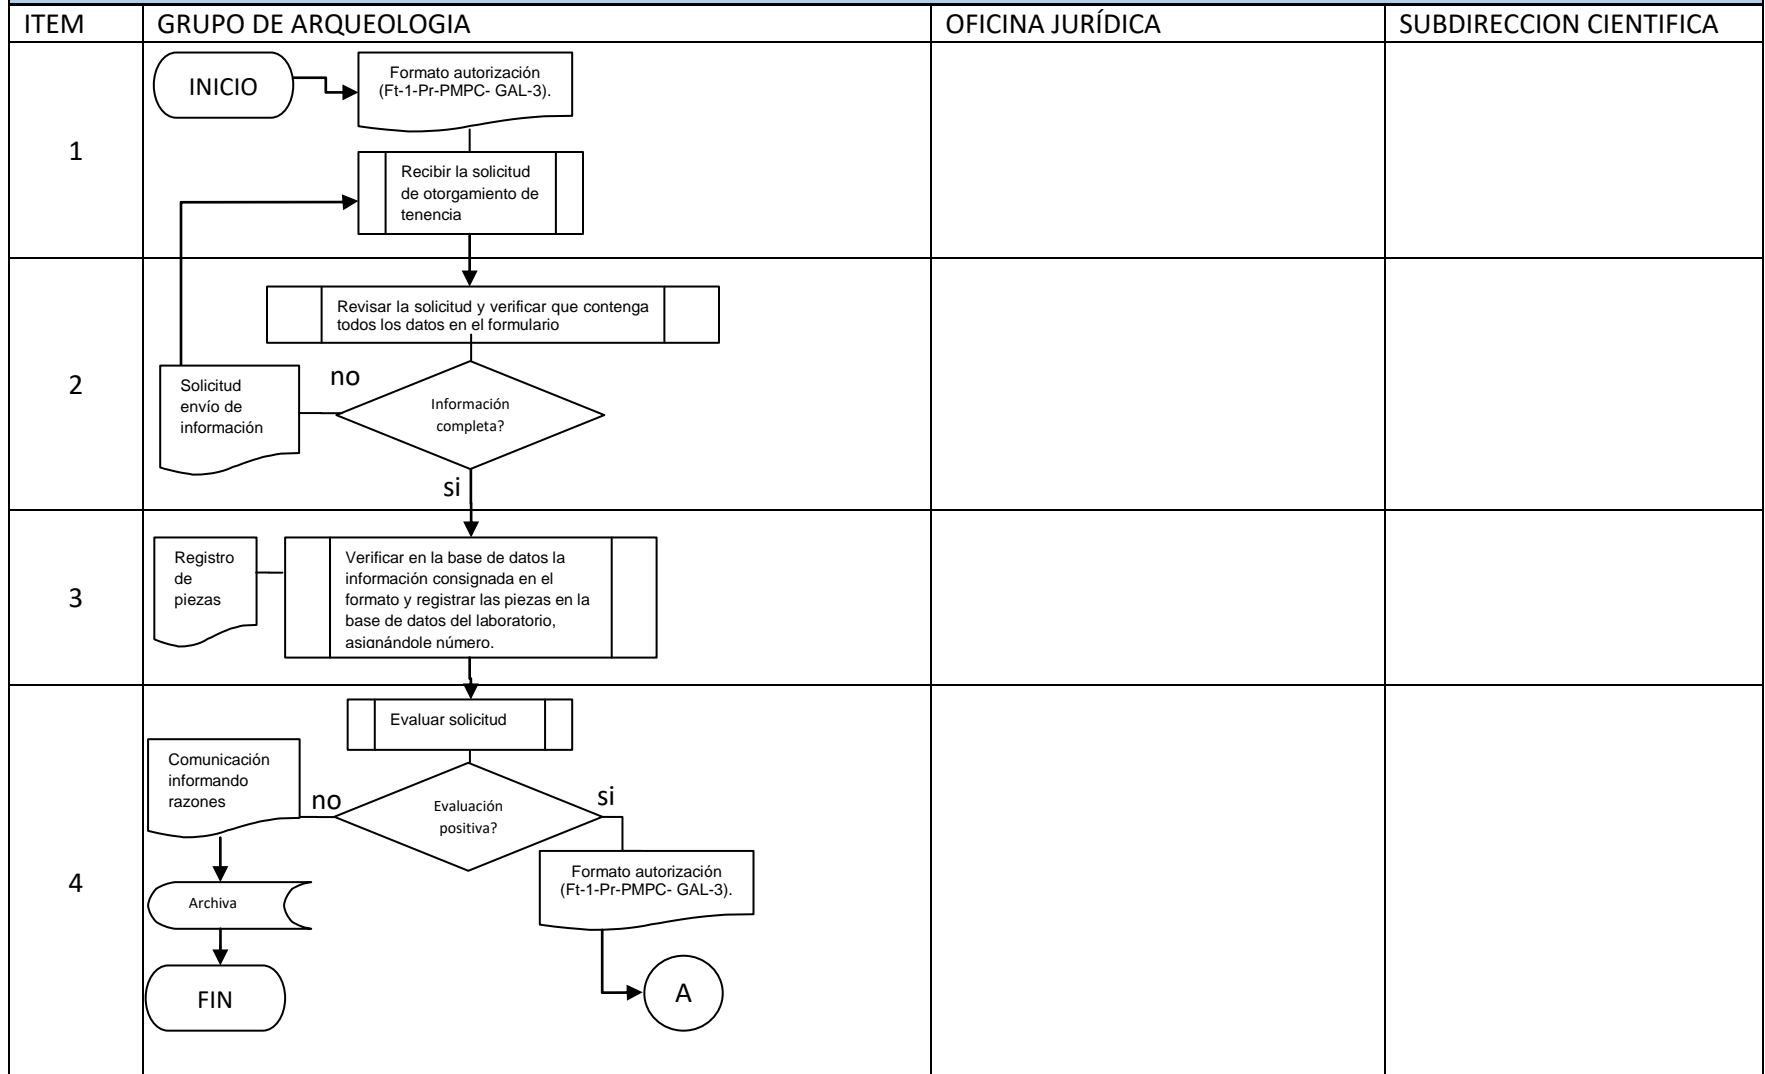 ITEM
GRUPO DE ARQUEOLOGIA
OFICINA JURÍDICA
SUBDIRECCION CIENTIFICA
1
INICIO
Formato autorización
(Ft-1-Pr-PMPC- GAL-3).
Recibir la solicitud
de otorgamiento de
tenencia
2
Revisar la solicitud y verificar que contenga
todos los datos en el formulario
Solicitud
envío de
información
no
Información
completa?
si
3
Registro
de
piezas
Verificar en la base de datos la
información consignada en el
formato y registrar las piezas en la
base de datos del laboratorio,
asignándole número.
4
Evaluar solicitud
Comunicación
informando
razones
no
Evaluación
positiva?
si
Formato autorización
(Ft-1-Pr-PMPC- GAL-3).
Archiva
FIN
A